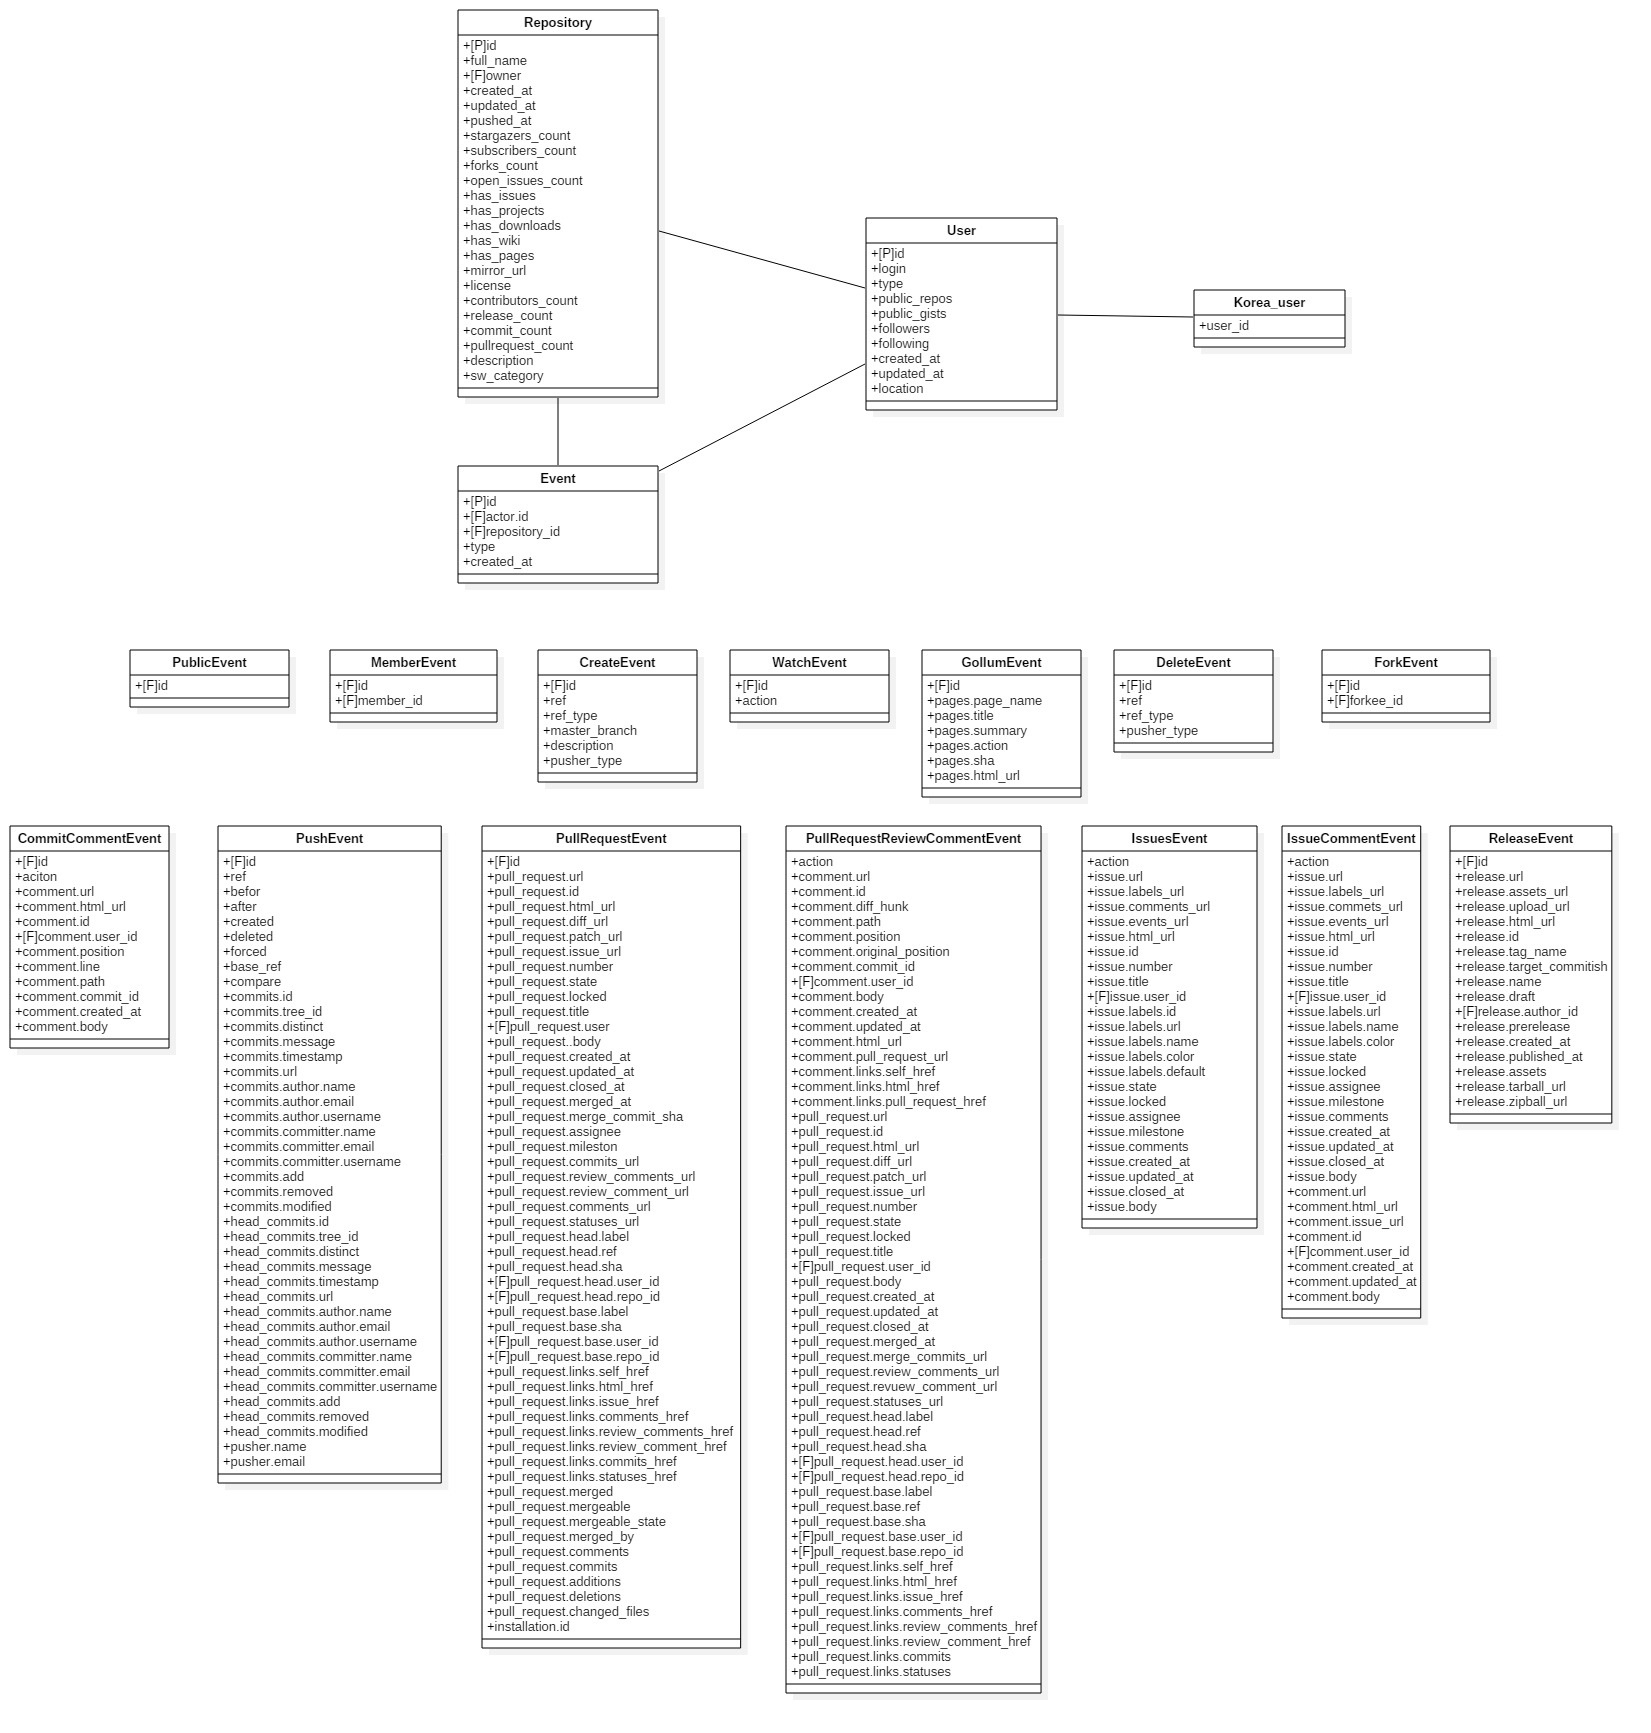 Repository
+[P]id
+full_name
+[F]owner
+created_at
+updated_at
+pushed_at
+stargazers_count
+subscribers_count
+forks_count
+open_issues_count
+has_issues
+has_projects
+has_downloads
+has_wiki
+has_pages
+mirror_url
+license
+contributors_count
+release_count
+commit_count
+pullrequest_count
+description
+sw_category
User
+[P]id
+login
+type
+public_repos
+public_gists
+followers
+following
+created_at
+updated_at
+location
Korea_user
+user_id
Event
+[P]id
+[F]actor.id
+[F]repository_id
+type
+created_at
PublicEvent
+[F]id
MemberEvent
+[F]id
+[F]member_id
CreateEvent
+[F]id
+ref
+ref_type
+master_branch
+description
+pusher_type
WatchEvent
+[F]id
+action
GollumEvent
+[F]id
+pages.page_name
+pages.title
+pages.summary
+pages.action
+pages.sha
+pages.html_url
DeleteEvent
+[F]id
+ref
+ref_type
+pusher_type
ForkEvent
+[F]id
+[F]forkee_id
CommitCommentEvent
+[F]id
+aciton
+comment.url
+comment.html_url
+comment.id
+[F]comment.user_id
+comment.position
+comment.line
+comment.path
+comment.commit_id
+comment.created_at
+comment.body
PushEvent
+[F]id
+ref
+befor
+after
+created
+deleted
+forced
+base_ref
+compare
+commits.id
+commits.tree_id
+commits.distinct
+commits.message
+commits.timestamp
+commits.url
+commits.author.name
+commits.author.email
+commits.author.username
+commits.committer.name
+commits.committer.email
+commits.committer.username
+commits.add
+commits.removed
+commits.modified
+head_commits.id
+head_commits.tree_id
+head_commits.distinct
+head_commits.message
+head_commits.timestamp
+head_commits.url
+head_commits.author.name
+head_commits.author.email
+head_commits.author.username
+head_commits.committer.name
+head_commits.committer.email
+head_commits.committer.username
+head_commits.add
+head_commits.removed
+head_commits.modified
+pusher.name
+pusher.email
PullRequestEvent
+[F]id
+pull_request.url
+pull_request.id
+pull_request.html_url
+pull_request.diff_url
+pull_request.patch_url
+pull_request.issue_url
+pull_request.number
+pull_request.state
+pull_request.locked
+pull_request.title
+[F]pull_request.user
+pull_request..body
+pull_request.created_at
+pull_request.updated_at
+pull_request.closed_at
+pull_request.merged_at
+pull_request.merge_commit_sha
+pull_request.assignee
+pull_request.mileston
+pull_request.commits_url
+pull_request.review_comments_url
+pull_request.review_comment_url
+pull_request.comments_url
+pull_request.statuses_url
+pull_request.head.label
+pull_request.head.ref
+pull_request.head.sha
+[F]pull_request.head.user_id
+[F]pull_request.head.repo_id
+pull_request.base.label
+pull_request.base.sha
+[F]pull_request.base.user_id
+[F]pull_request.base.repo_id
+pull_request.links.self_href
+pull_request.links.html_href
+pull_request.links.issue_href
+pull_request.links.comments_href
+pull_request.links.review_comments_href
+pull_request.links.review_comment_href
+pull_request.links.commits_href
+pull_request.links.statuses_href
+pull_request.merged
+pull_request.mergeable
+pull_request.mergeable_state
+pull_request.merged_by
+pull_request.comments
+pull_request.commits
+pull_request.additions
+pull_request.deletions
+pull_request.changed_files
+installation.id
PullRequestReviewCommentEvent
+action
+comment.url
+comment.id
+comment.diff_hunk
+comment.path
+comment.position
+comment.original_position
+comment.commit_id
+[F]comment.user_id
+comment.body
+comment.created_at
+comment.updated_at
+comment.html_url
+comment.pull_request_url
+comment.links.self_href
+comment.links.html_href
+comment.links.pull_request_href
+pull_request.url
+pull_request.id
+pull_request.html_url
+pull_request.diff_url
+pull_request.patch_url
+pull_request.issue_url
+pull_request.number
+pull_request.state
+pull_request.locked
+pull_request.title
+[F]pull_request.user_id
+pull_request.body
+pull_request.created_at
+pull_request.updated_at
+pull_request.closed_at
+pull_request.merged_at
+pull_request.merge_commits_url
+pull_request.review_comments_url
+pull_request.revuew_comment_url
+pull_request.statuses_url
+pull_request.head.label
+pull_request.head.ref
+pull_request.head.sha
+[F]pull_request.head.user_id
+[F]pull_request.head.repo_id
+pull_request.base.label
+pull_request.base.ref
+pull_request.base.sha
+[F]pull_request.base.user_id
+[F]pull_request.base.repo_id
+pull_request.links.self_href
+pull_request.links.html_href
+pull_request.links.issue_href
+pull_request.links.comments_href
+pull_request.links.review_comments_href
+pull_request.links.review_comment_href
+pull_request.links.commits
+pull_request.links.statuses
IssuesEvent
+action
+issue.url
+issue.labels_url
+issue.comments_url
+issue.events_url
+issue.html_url
+issue.id
+issue.number
+issue.title
+[F]issue.user_id
+issue.labels.id
+issue.labels.url
+issue.labels.name
+issue.labels.color
+issue.labels.default
+issue.state
+issue.locked
+issue.assignee
+issue.milestone
+issue.comments
+issue.created_at
+issue.updated_at
+issue.closed_at
+issue.body
IssueCommentEvent
+action
+issue.url
+issue.labels_url
+issue.commets_url
+issue.events_url
+issue.html_url
+issue.id
+issue.number
+issue.title
+[F]issue.user_id
+issue.labels.url
+issue.labels.name
+issue.labels.color
+issue.state
+issue.locked
+issue.assignee
+issue.milestone
+issue.comments
+issue.created_at
+issue.updated_at
+issue.closed_at
+issue.body
+comment.url
+comment.html_url
+comment.issue_url
+comment.id
+[F]comment.user_id
+comment.created_at
+comment.updated_at
+comment.body
ReleaseEvent
+[F]id
+release.url
+release.assets_url
+release.upload_url
+release.html_url
+release.id
+release.tag_name
+release.target_commitish
+release.name
+release.draft
+[F]release.author_id
+release.prerelease
+release.created_at
+release.published_at
+release.assets
+release.tarball_url
+release.zipball_url